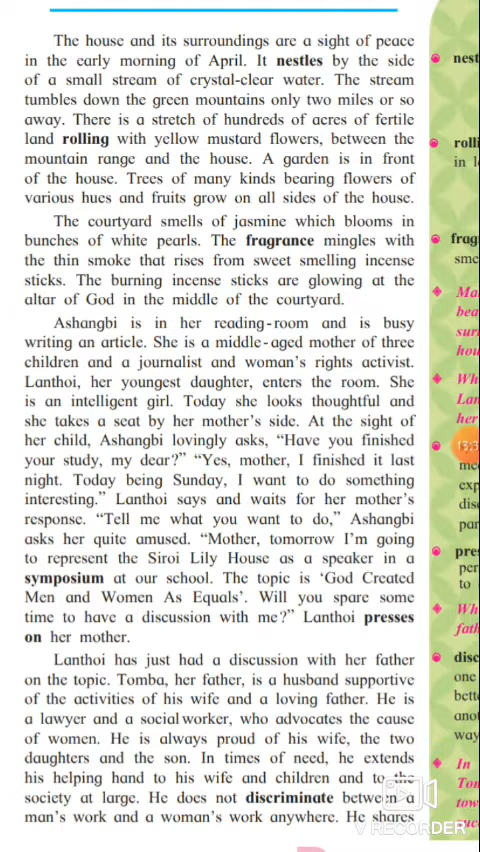 The house and its surroundings are a sight of peace
in the early morning of April. It nestles by the side
of a small stream of crystal-clear water. The stream
tumbles down the green mountains only two miles or so
away. There is a stretch of hundreds of acres of fertile
land rolling with yellow mustard flowers, between the
mountain range and the house. A garden is in front
of the house. Trees of many kinds bearing flowers of
various hues and fruits grow on all sides of the house.
The courtyard smells of jasmine which blooms in
bunches of white pearls. The fragrance mingles with
the thin smoke that rises from sweet smelling incense
sticks. The burning incense sticks are glowing at the
altar of God in the middle of the courtyard.
Ashangbi is in her reading-room and is busy
writing an article. She is a middle-aged mother of three
children and a journalist and woman's rights activist.
Lanthoi, her youngest daughter, enters the room. She
is an intelligent girl. Today she looks thoughtful and
she takes a seat by her mother's side. At the sight of
her child, Ashangbi lovingly asks, "Have you finished
your study, my dear?" "Yes, mother, I finished it last
night. Today being Sunday, I want to do something
interesting." Lanthoi says and waits for her mother's
response. "Tell me what you want to do," Ashangbi
asks her quite amused. "Mother, tomorrow I'm going
to represent the Siroi Lily House as a speaker in a
symposium at our school. The topic is 'God Created
Men and Women As Equals'. Will you spare some
time to have a discussion with me?" Lanthoi presses
on her mother.
Lanthoi has just had a discussion with her father
on the topic. Tomba, her father, is a husband supportive
of the activities of his wife and a loving father. He is
a lawyer and a social worker, who advocates the cause
of women. He is always proud of his wife, the two
daughters and the son. In times of need, he extends
his helping hand to his wife and children and to the
society at large. He does not discriminate between a
man's work and a woman's work anywhere. He shares
nest
rolli
in l
frag
sme
Ma
bea
sur
hou
Wh
Lan
her
exp
dis
par
pres
per
to
Wh
fath
disc
one
bett
ano
way
In
Ton
tow
V RECORDER